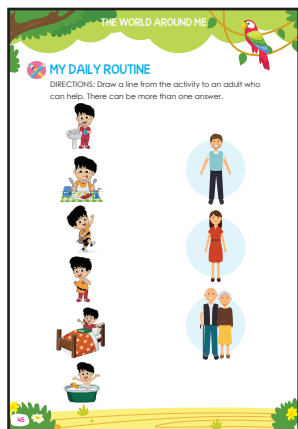 THE WORLD AROUND ME
MY DAILY ROUTINE
DIRECTIONS: Draw a line from the activity to an adult who
can help. There can be more than one answer.
45